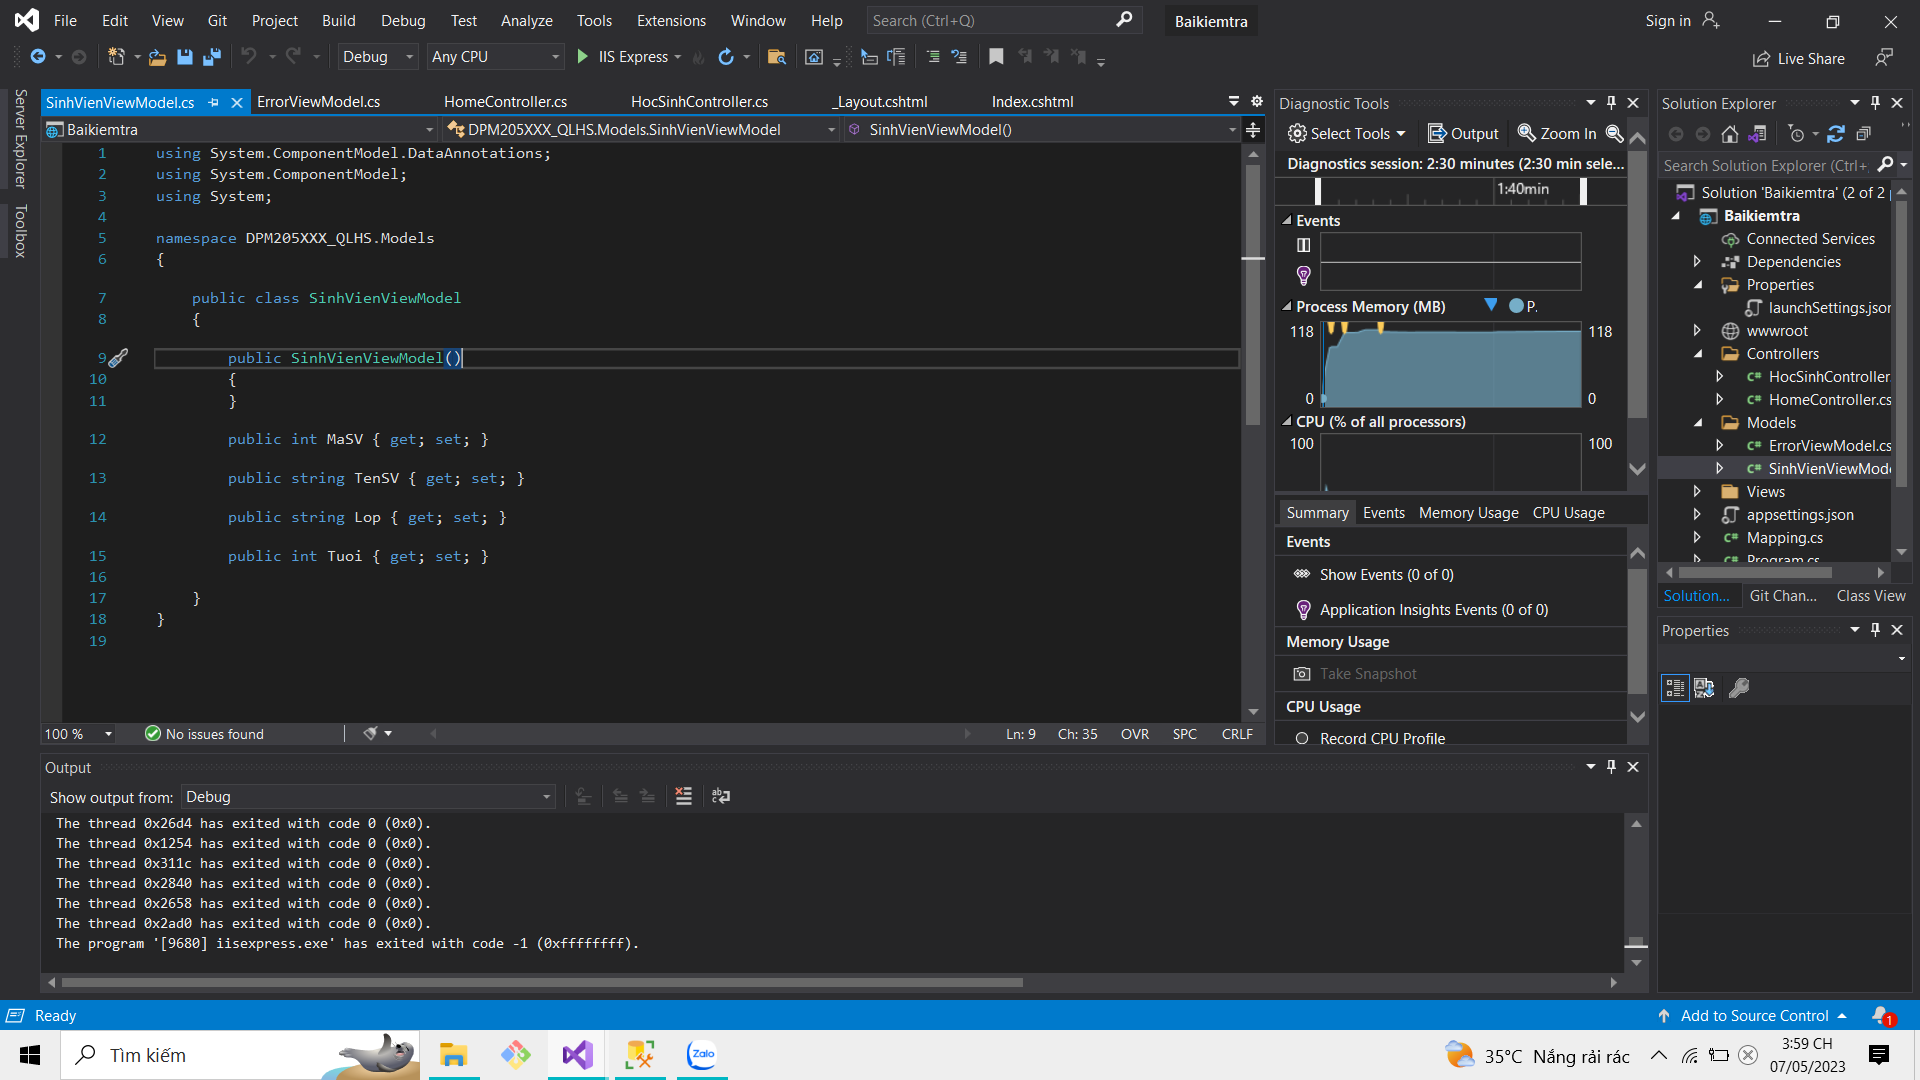 File Edit View Git Project Build Debug Test Analyze Tools Extensions Window Help Search (Ctrl+Q) Baikiemtra Sign in
Debug Any CPU IIS Express Live Share
Server Explorer
Toolbox
SinhVienViewModel.cs ErrorViewModel.cs HomeController.cs HocSinhController.cs _Layout.cshtml Index.cshtml
Baikiemtra DPM205XXX_QLHS.Models.SinhVienViewModel SinhVienViewModel()
1 using System.ComponentModel.DataAnnotations;
2 using System.ComponentModel;
3 using System;
4
5 namespace DPM205XXX_QLHS.Models
6 {
7 public class SinhVienViewModel
8 {
9 public SinhVienViewModel()
10 {
11 }
12 public int MaSV { get; set; }
13 public string TenSV { get; set; }
14 public string Lop { get; set; }
15 public int Tuoi { get; set; }
16
17 }
18 }
19
100 % No issues found Ln: 9 Ch: 35 OVR SPC CRLF
Diagnostic Tools
Select Tools Output Zoom In
Diagnostics session: 2:30 minutes (2:30 min sele...
1:40min
Events
Process Memory (MB) P.
118 118
0 0
CPU (% of all processors)
100 100
Summary Events Memory Usage CPU Usage
Events
Show Events (0 of 0)
Application Insights Events (0 of 0)
Memory Usage
Take Snapshot
CPU Usage
Record CPU Profile
Solution Explorer
Search Solution Explorer (Ctrl+
Solution 'Baikiemtra' (2 of 2
Baikiemtra
Connected Services
Dependencies
Properties
launchSettings.json
wwwroot
Controllers
HocSinhController.
HomeController.cs
Models
ErrorViewModel.cs
SinhVienViewMode
Views
appsettings.json
Mapping.cs
Program.cs
Solution... Git Chan... Class View
Properties
Output
Show output from: Debug
The thread 0x26d4 has exited with code 0 (0x0).
The thread 0x1254 has exited with code 0 (0x0).
The thread 0x311c has exited with code 0 (0x0).
The thread 0x2840 has exited with code 0 (0x0).
The thread 0x2658 has exited with code 0 (0x0).
The thread 0x2ad0 has exited with code 0 (0x0).
The program '[9680] iisexpress.exe' has exited with code -1 (0xffffffff).
Ready Add to Source Control 1
Tìm kiếm Zalo 35°C Nắng rải rác 3:59 CH
07/05/2023